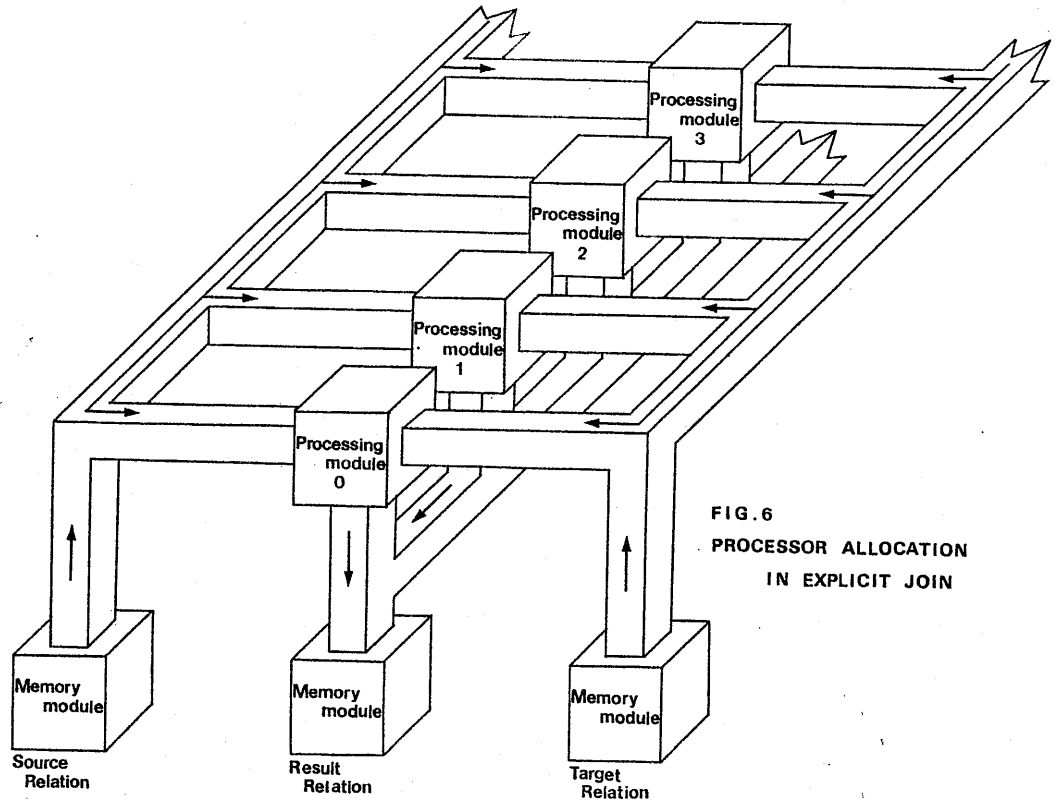 Processing
module
3
Processing
module
2
Processing
module
1
Processing
module
0
FIG.6
PROCESSOR ALLOCATION
IN EXPLICIT JOIN
Memory
module
Source
Relation
Memory
module
Result
Relation
Memory
module
Target
Relation